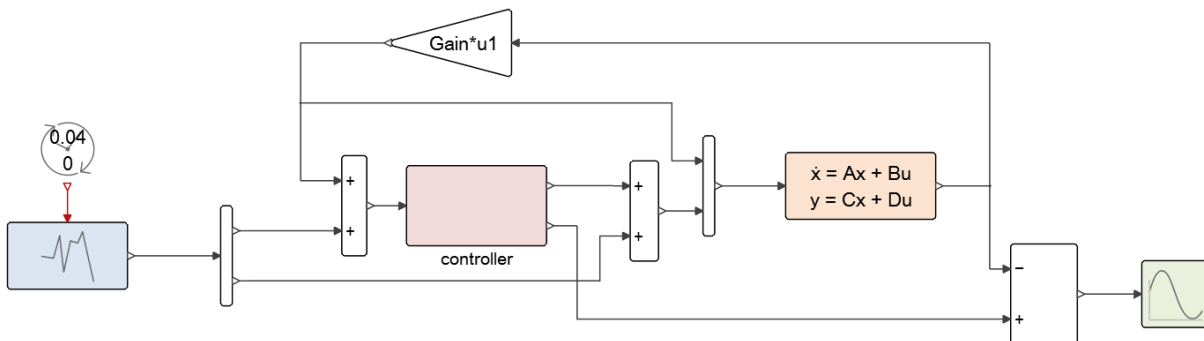 Gain*u1
0.04
0
+
+
controller
+
+
ẋ = Ax + Bu
y = Cx + Du
−
+